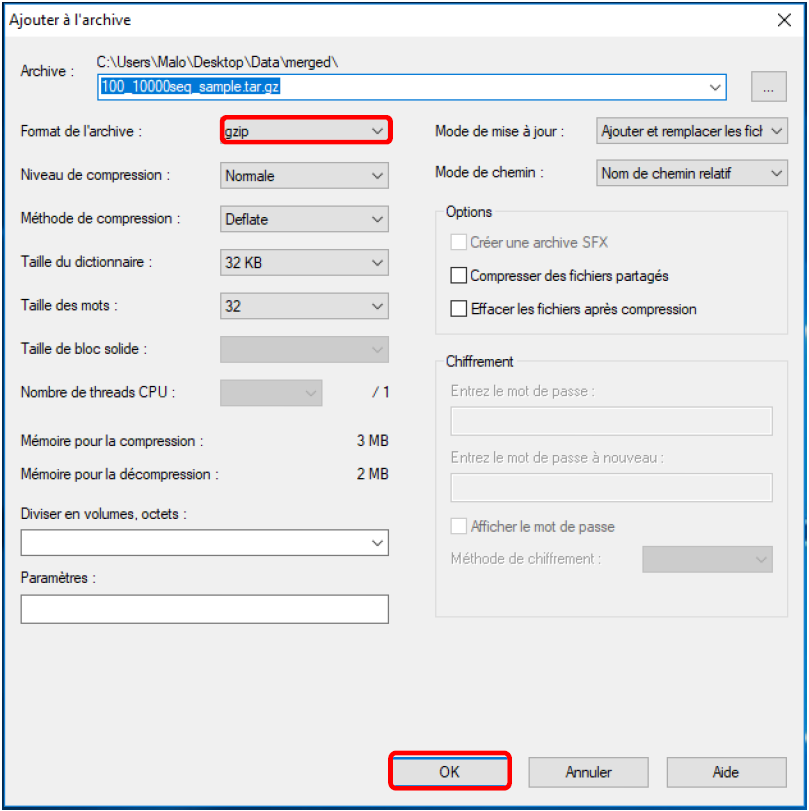 Ajouter à l'archive
Archive :
C:\Users\Malo\Desktop\Data\merged\
100_10000seq_sample.tar.gz
...
Format de l'archive :
gzip
Niveau de compression :
Normale
Méthode de compression :
Deflate
Taille du dictionnaire :
32 KB
Taille des mots :
32
Taille de bloc solide :
Nombre de threads CPU :
/ 1
Mémoire pour la compression :
3 MB
Mémoire pour la décompression :
2 MB
Diviser en volumes, octets :
Paramètres :
Mode de mise à jour :
Ajouter et remplacer les fich
Mode de chemin :
Nom de chemin relatif
Options
Créer une archive SFX
Compresser des fichiers partagés
Effacer les fichiers après compression
Chiffrement
Entrez le mot de passe :
Entrez le mot de passe à nouveau :
Afficher le mot de passe
Méthode de chiffrement :
OK
Annuler
Aide